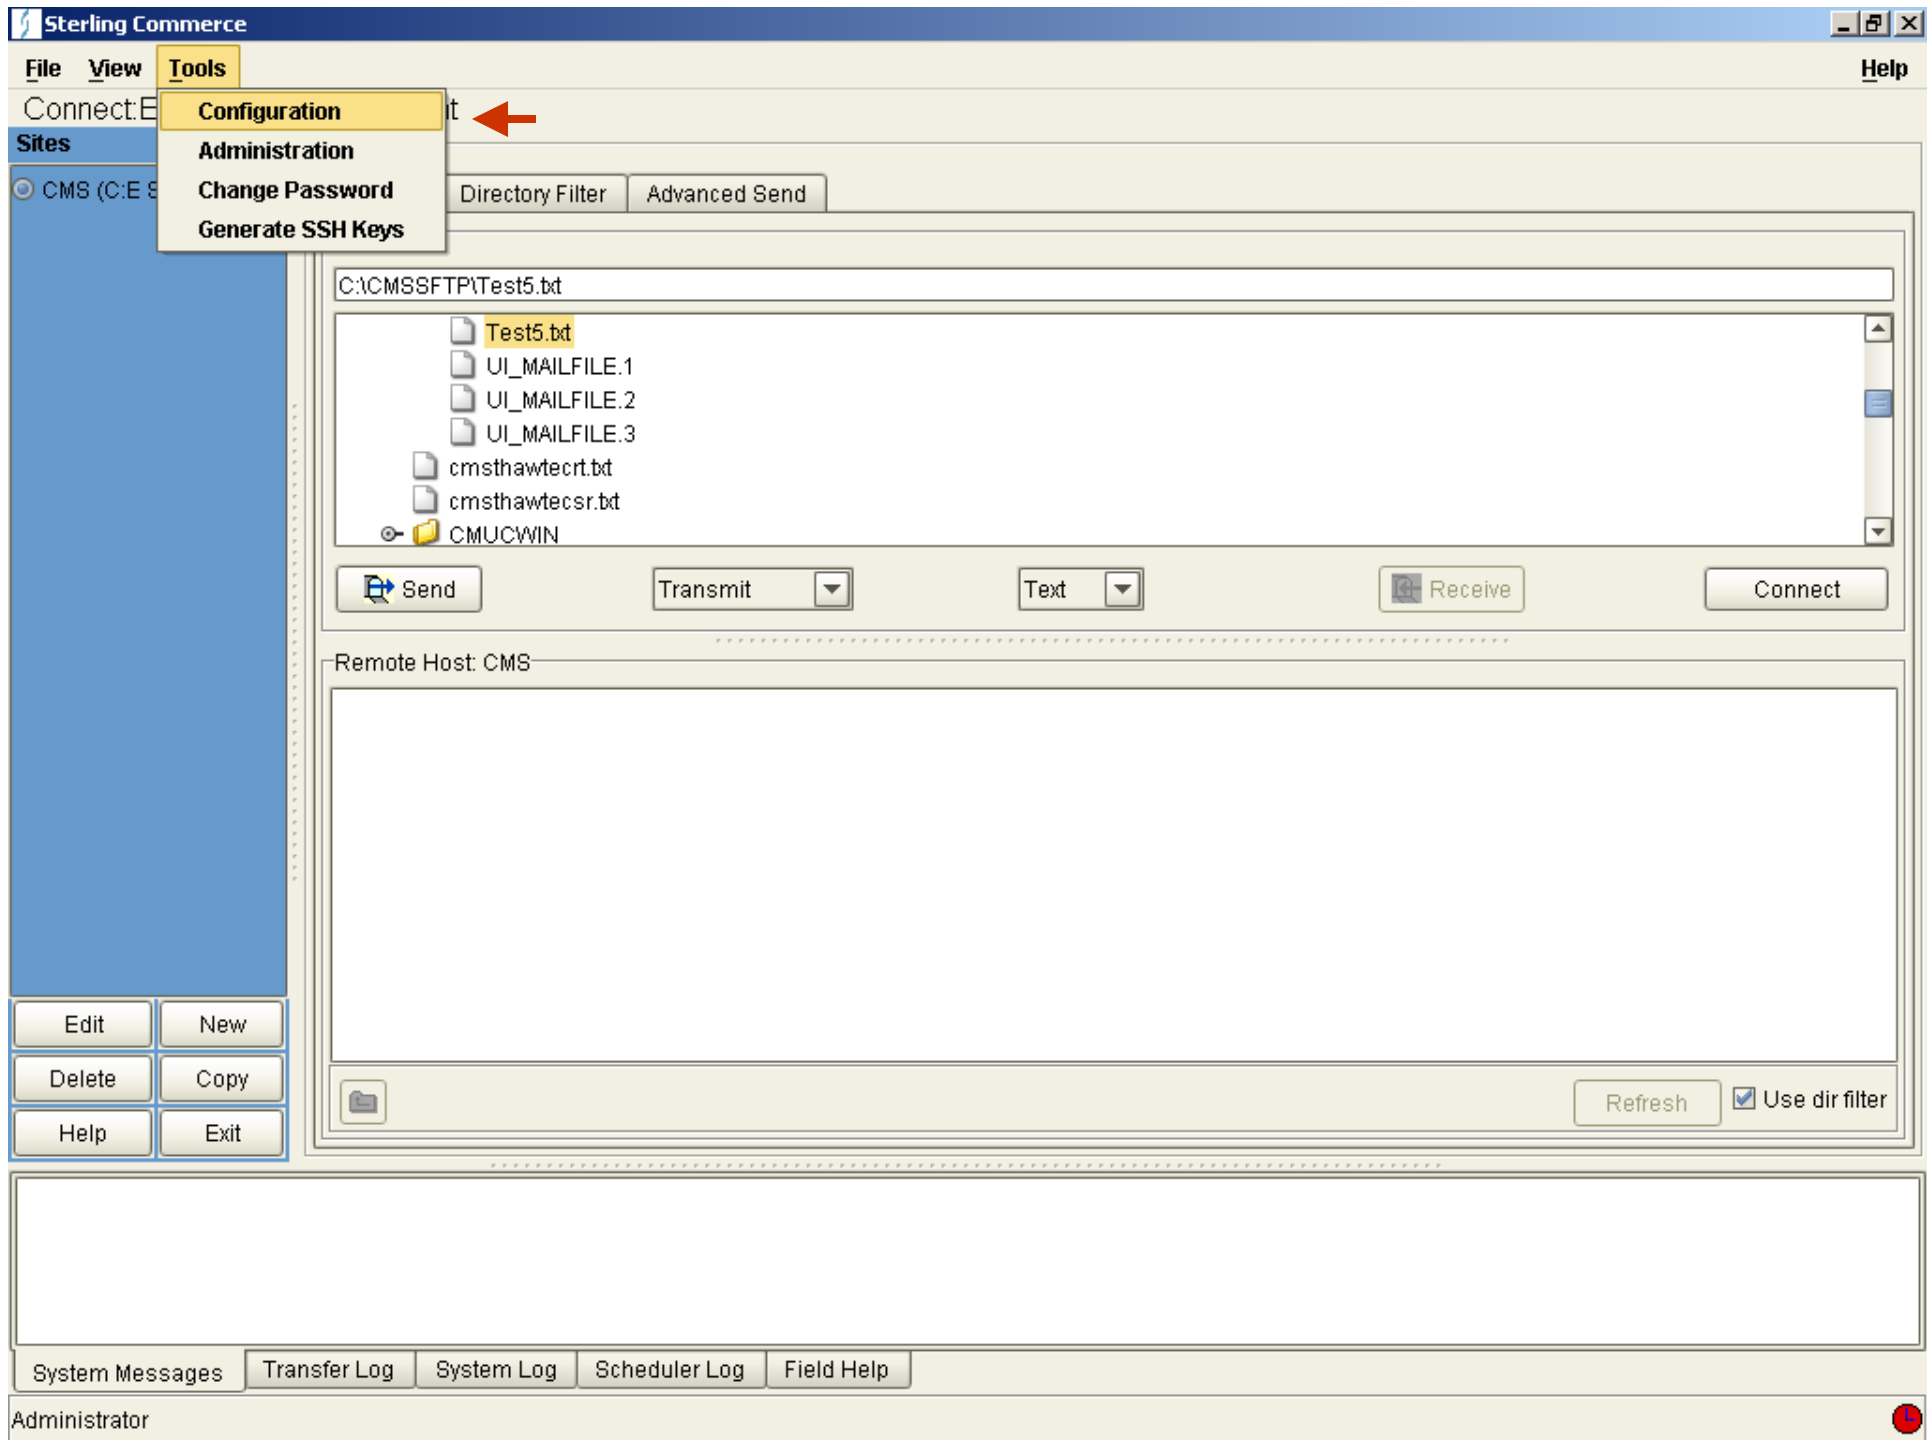 Sterling Commerce
File View Tools Help
Connect:E
Configuration
Administration
Change Password
Generate SSH Keys
Sites
CMS (C:E
Directory Filter Advanced Send
C:\CMSSFTP\Test5.txt
Test5.txt
UI_MAILFILE.1
UI_MAILFILE.2
UI_MAILFILE.3
cmsthawtecrt.txt
cmsthawtecsr.txt
CMUCWIN
Send Transmit Text Receive Connect
Remote Host: CMS
Edit New
Delete Copy
Help Exit
Refresh Use dir filter
System Messages Transfer Log System Log Scheduler Log Field Help
Administrator